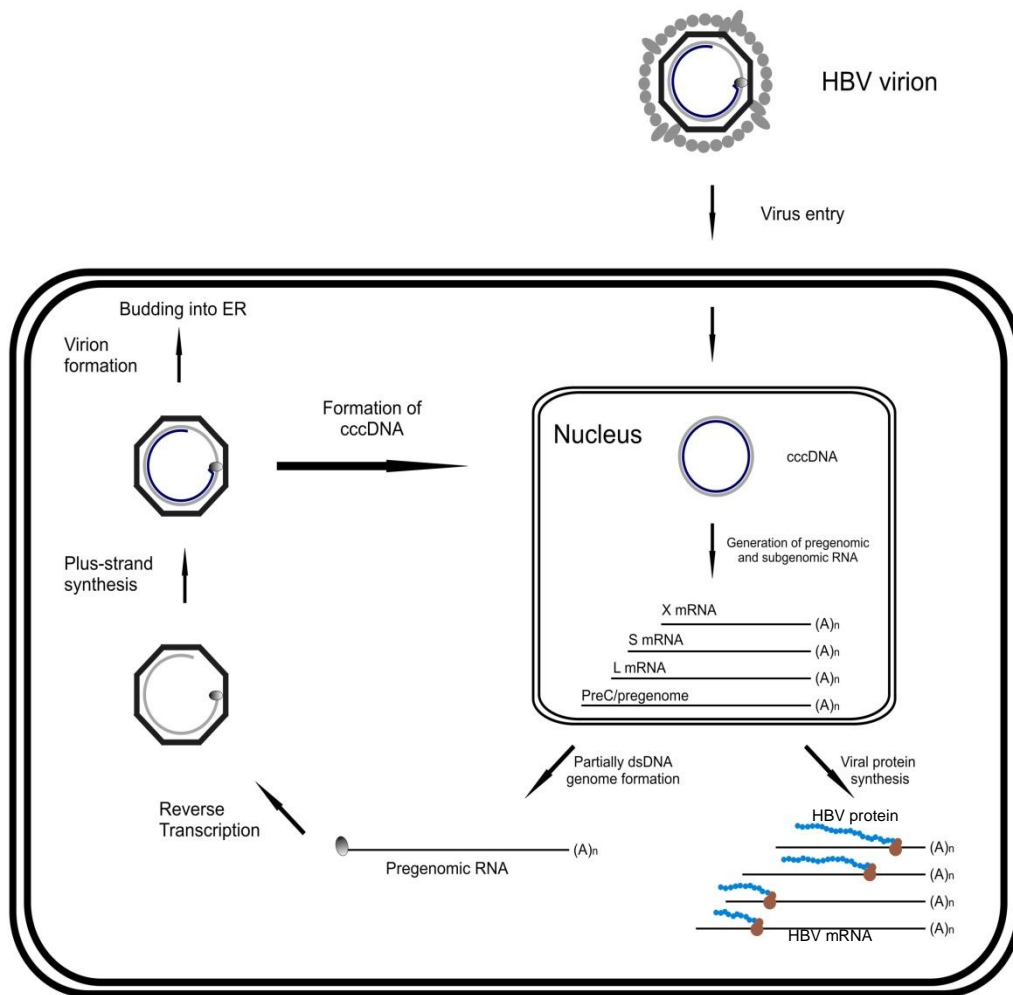 HBV virion
Virus entry
Budding into ER
Virion
formation
Formation of
cccDNA
Nucleus
cccDNA
Plus-strand
synthesis
Generation of pregenomic
and subgenomic RNA
X mRNA
(A)n
S mRNA
(A)n
L mRNA
(A)n
PreC/pregenome
(A)n
Partially dsDNA
genome formation
Viral protein
synthesis
Reverse
Transcription
Pregenomic RNA
(A)n
HBV protein
(A)n
(A)n
(A)n
HBV mRNA
(A)n